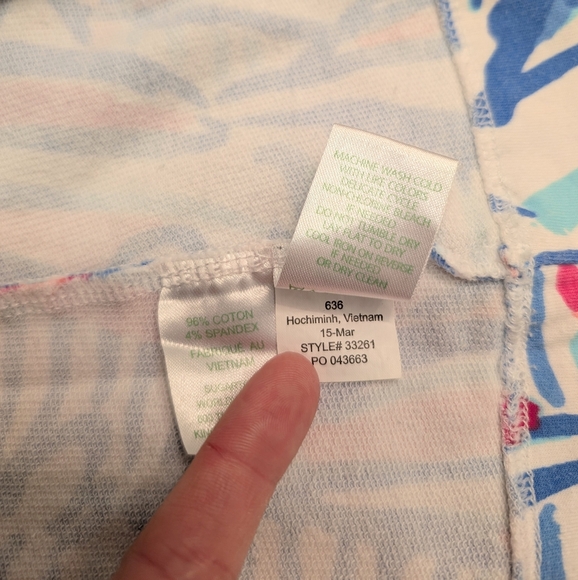 MACHINE WASH COLD
WITH LIKE COLORS
DELICATE CYCLE
NON-CHLORINE BLEACH
AS NEEDED
DO NOT TUMBLE DRY
LAY FLAT TO DRY
COOL IRON ON REVERSE
IF NEEDED
OR DRY CLEAN
636
Hochiminh, Vietnam
15-Mar
STYLE# 33261
PO 043663
96% COTON
4% SPANDEX
FABRIQUÉ AU
VIETNAM